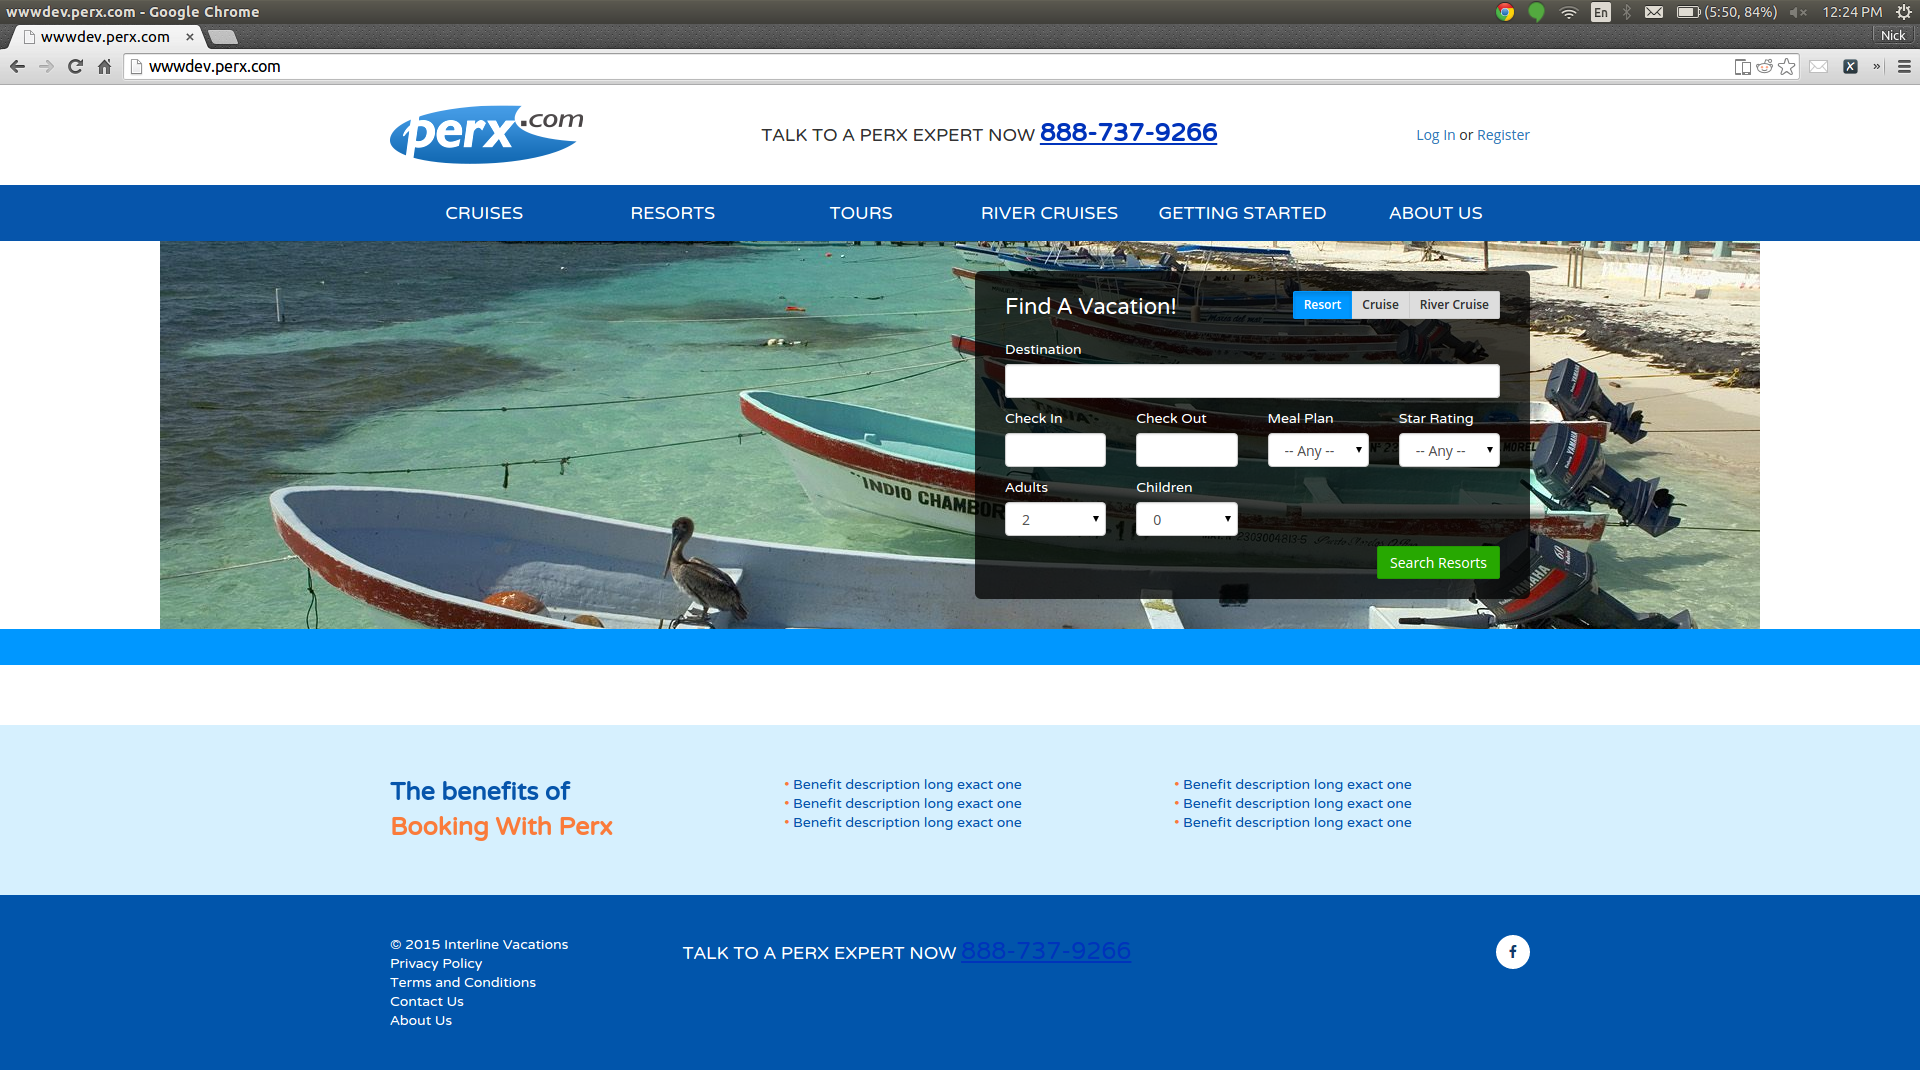 wwwdev.perx.com - Google Chrome
En
(5:50, 84%)
12:24 PM
wwwdev.perx.com ×
Nick
wwwdev.perx.com
»
perx.com
TALK TO A PERX EXPERT NOW 888-737-9266
Log In or Register
CRUISES RESORTS TOURS RIVER CRUISES GETTING STARTED ABOUT US
Find A Vacation!
Resort Cruise River Cruise
Destination
Check In Check Out Meal Plan Star Rating
-- Any -- -- Any --
Adults Children
2 0
Search Resorts
INDIO CHAMBOR
YAMAHA
YAMAHA
YAMAHA
60
The benefits of
Booking With Perx
• Benefit description long exact one
• Benefit description long exact one
• Benefit description long exact one
• Benefit description long exact one
• Benefit description long exact one
• Benefit description long exact one
© 2015 Interline Vacations
Privacy Policy
Terms and Conditions
Contact Us
About Us
TALK TO A PERX EXPERT NOW 888-737-9266
f